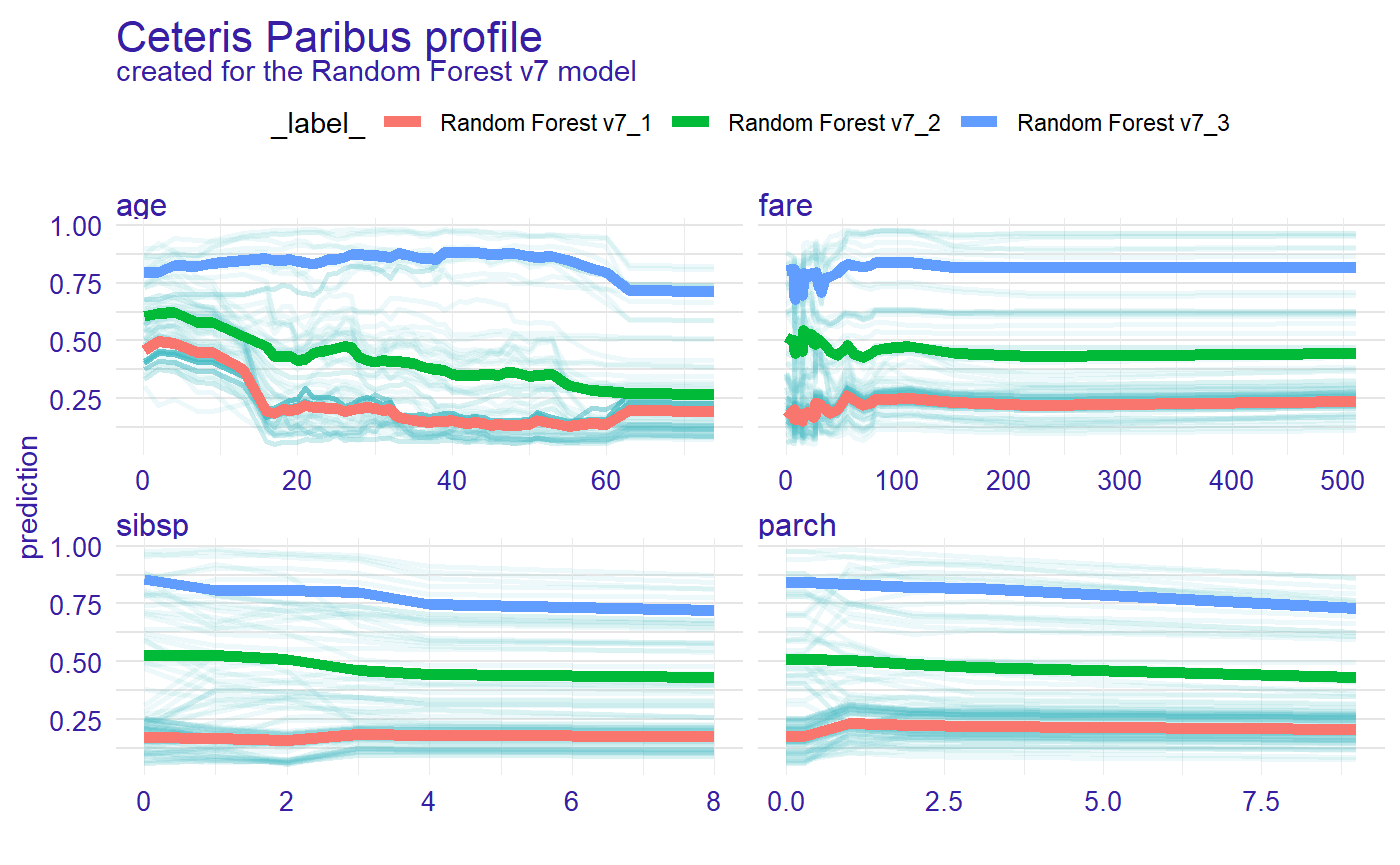 Ceteris Paribus profile
created for the Random Forest v7 model
_label_ Random Forest v7_1 Random Forest v7_2 Random Forest v7_3
age fare
1.00
0.75
0.50
0.25
0 20 40 60 0 100 200 300 400 500
prediction
sibsp parch
1.00
0.75
0.50
0.25
0 2 4 6 8 0.0 2.5 5.0 7.5